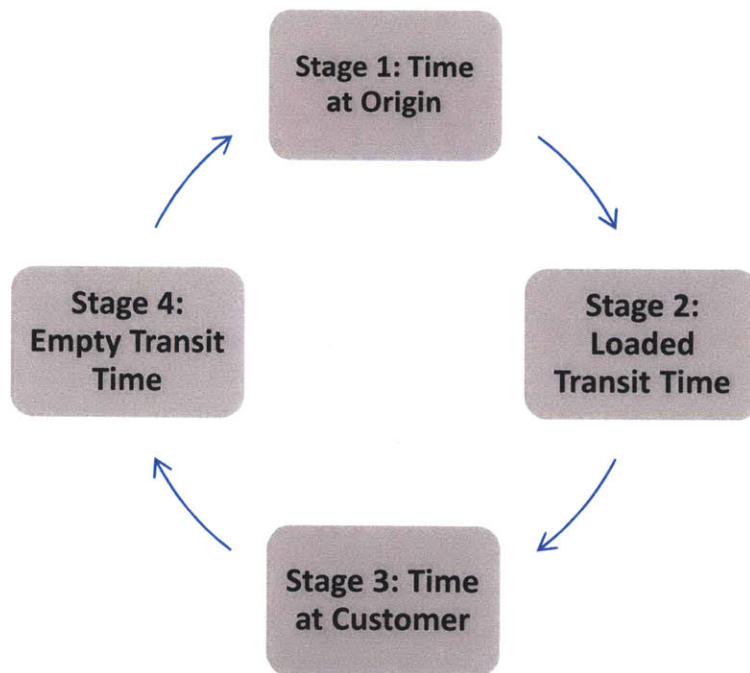 Stage 1: Time
at Origin
Stage 2:
Loaded
Transit Time
Stage 3: Time
at Customer
Stage 4:
Empty Transit
Time